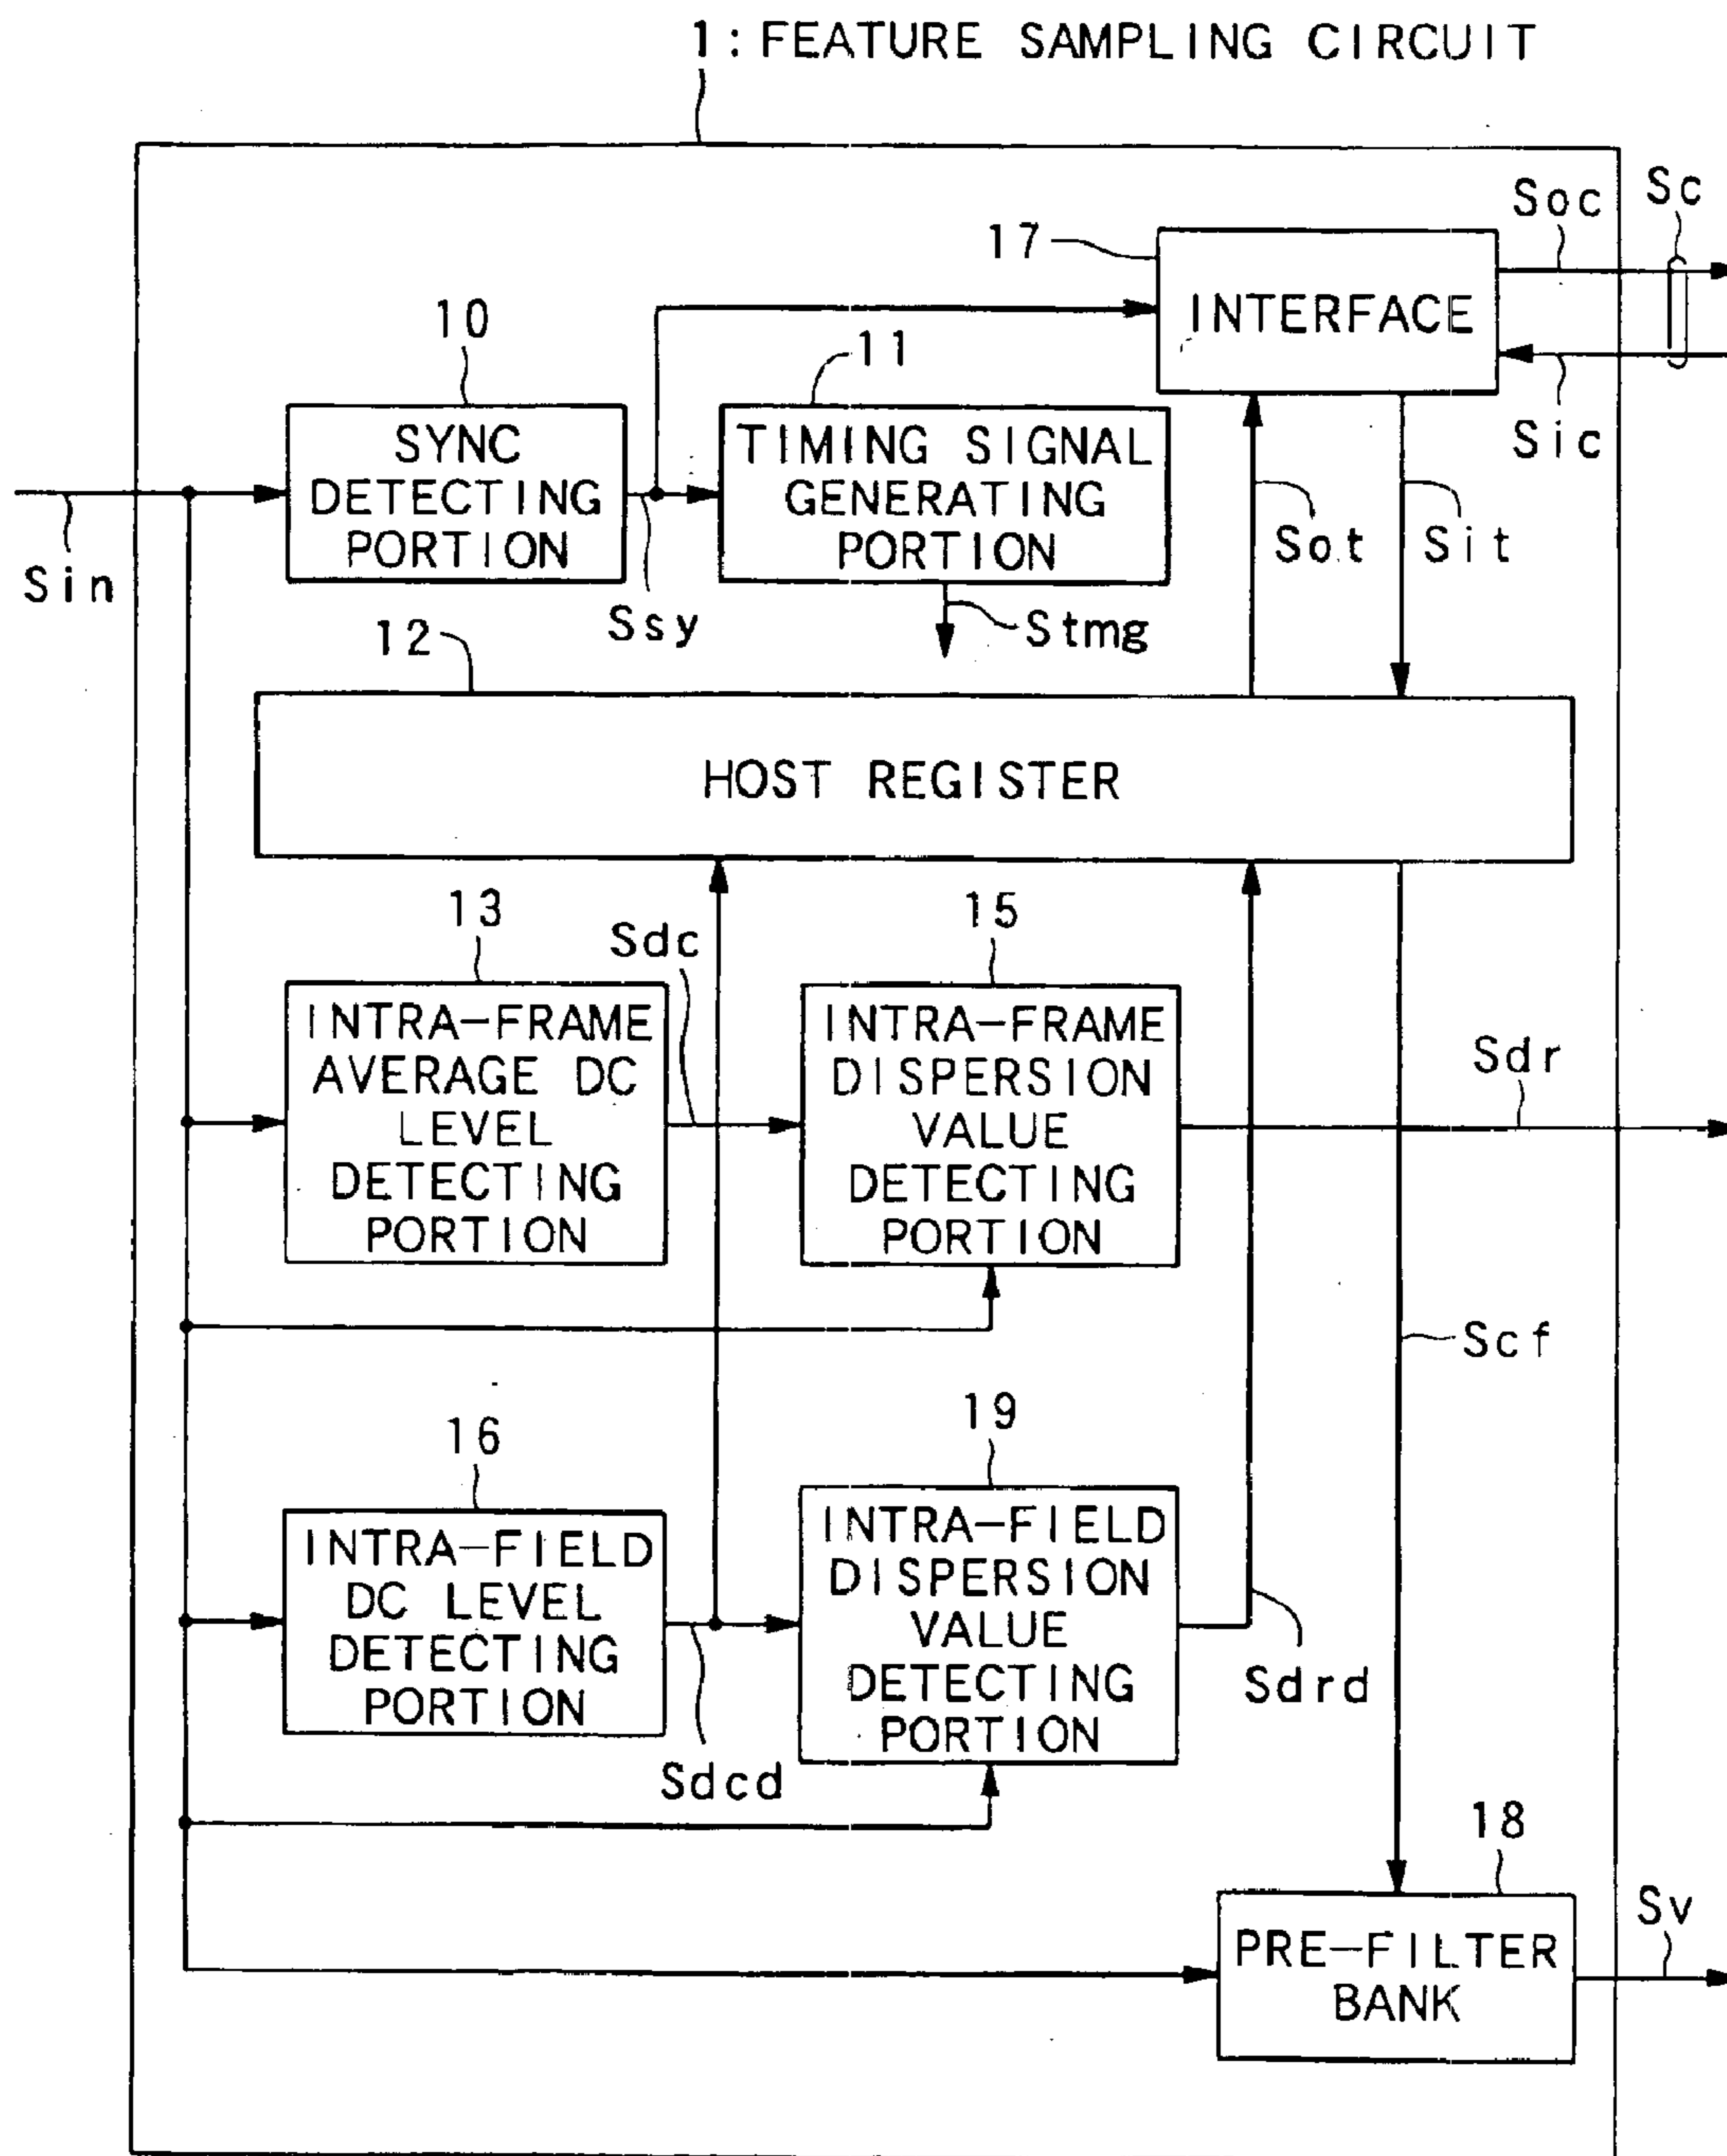 1: FEATURE SAMPLING CIRCUIT
Soc
Sc
17
INTERFACE
10
11
SYNC
DETECTING
PORTION
TIMING SIGNAL
GENERATING
PORTION
Sic
Sin
Ssy
Stmg
Sot
Sit
12
HOST REGISTER
13
Sdc
15
INTRA-FRAME
AVERAGE DC
LEVEL
DETECTING
PORTION
INTRA-FRAME
DISPERSION
VALUE
DETECTING
PORTION
Sdr
Scf
16
19
INTRA-FIELD
DC LEVEL
DETECTING
PORTION
INTRA-FIELD
DISPERSION
VALUE
DETECTING
PORTION
Sdcd
Sdrd
18
PRE-FILTER
BANK
Sv